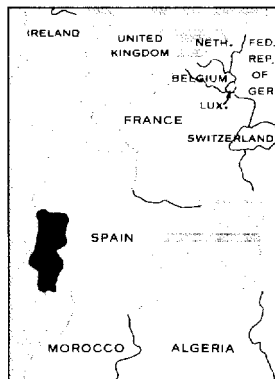 IRELAND
UNITED
KINGDOM
NETH.
FED.
REP.
OF
GER
BELGIUM
LUX.
FRANCE
SWITZERLAND
SPAIN
MOROCCO
ALGERIA